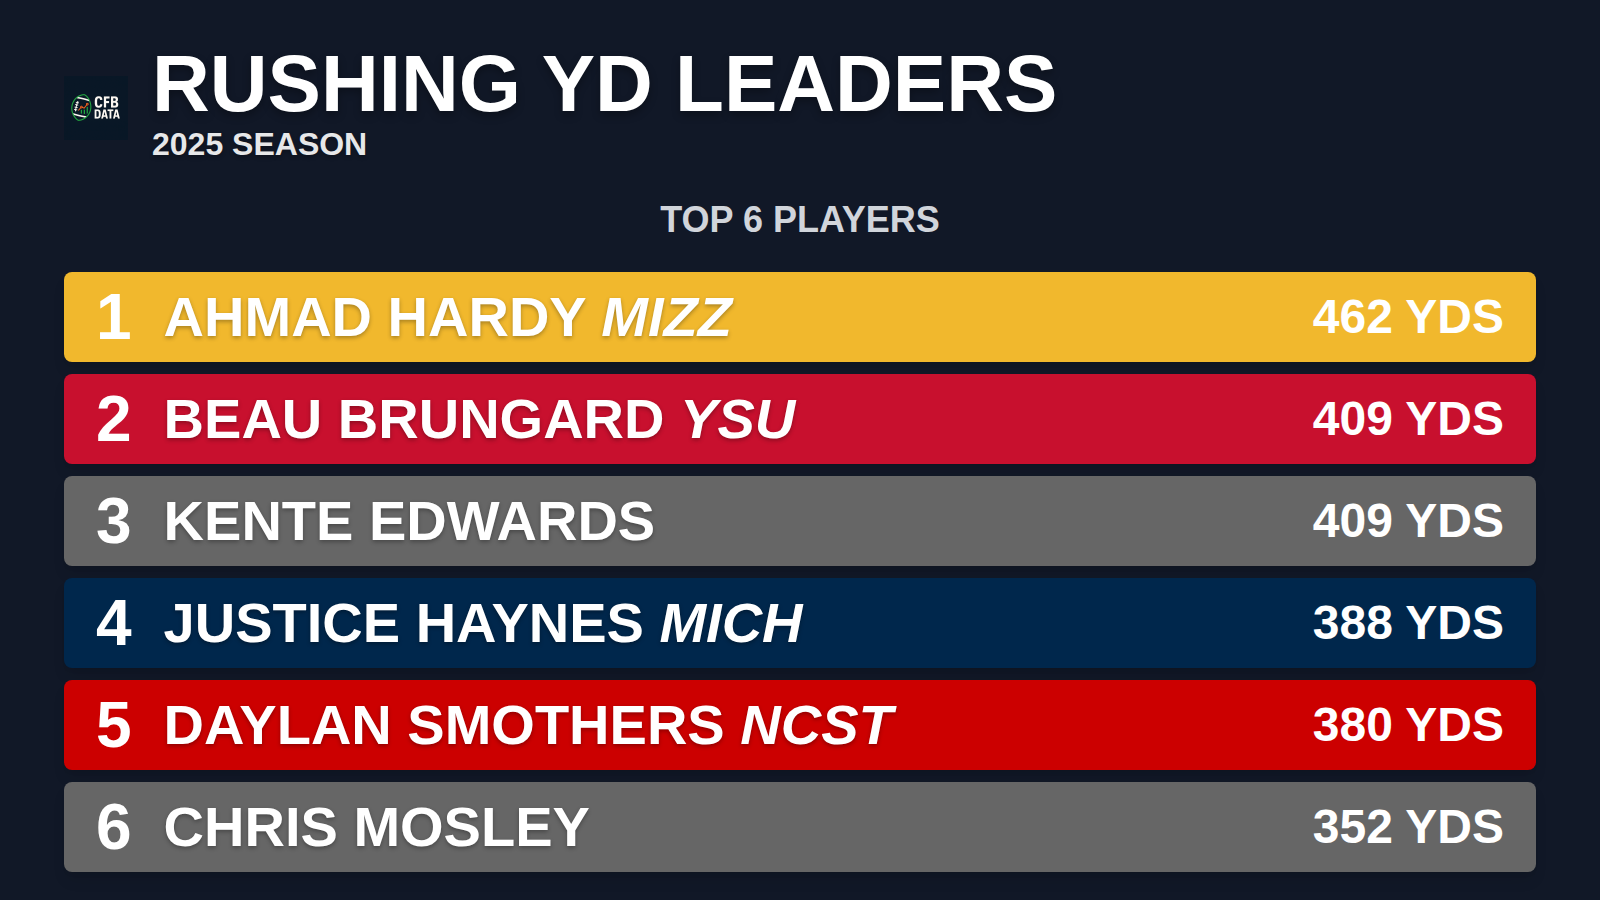 CFB
DATA
RUSHING YD LEADERS
2025 SEASON
TOP 6 PLAYERS
1 AHMAD HARDY MIZZ 462 YDS
2 BEAU BRUNGARD YSU 409 YDS
3 KENTE EDWARDS 409 YDS
4 JUSTICE HAYNES MICH 388 YDS
5 DAYLAN SMOTHERS NCST 380 YDS
6 CHRIS MOSLEY 352 YDS